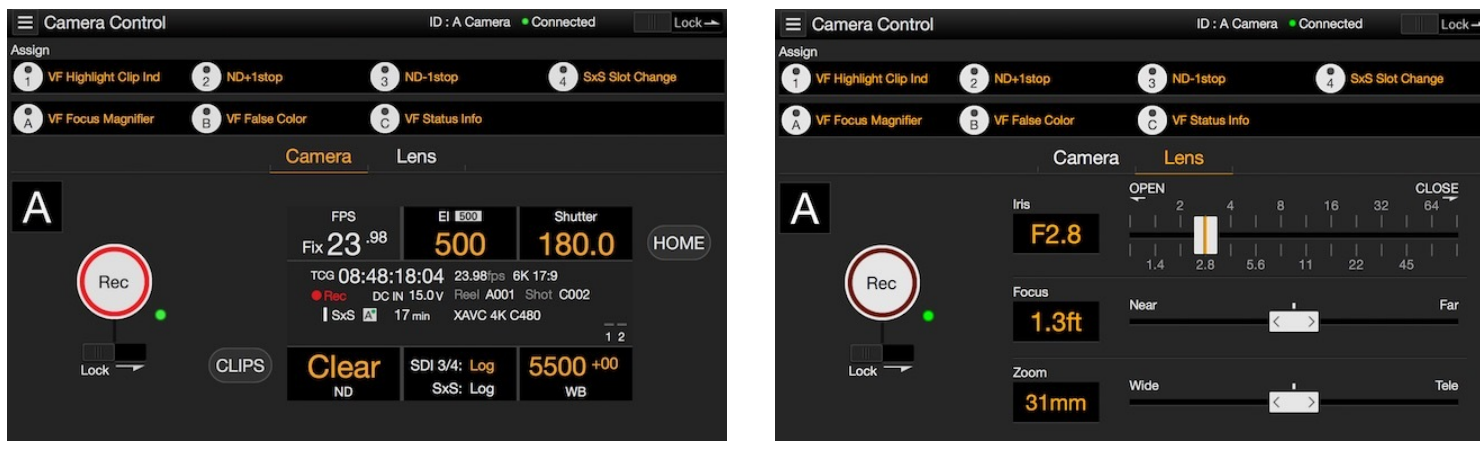 Camera Control ID : A Camera Connected Lock
Assign
1 VF Highlight Clip Ind 2 ND+1stop 3 ND-1stop 4 SxS Slot Change
A VF Focus Magnifier B VF False Color C VF Status Info
Camera Lens
A
FPS EI 500 Shutter
Fix 23 .98 500 180.0 HOME
TCG 08:48:18:04 23.98fps 6K 17:9
Rec DC IN 15.0 V Reel A001 Shot C002
SxS A 17 min XAVC 4K C480
1 2
Rec
Lock
CLIPS
Clear SDI 3/4: Log 5500 +00
ND SxS: Log WB
Camera Control ID : A Camera Connected Lock
Assign
1 VF Highlight Clip Ind 2 ND+1stop 3 ND-1stop 4 SxS Slot Change
A VF Focus Magnifier B VF False Color C VF Status Info
Camera Lens
A
Rec
Lock
Iris OPEN CLOSE
2 4 8 16 32 64
F2.8
1.4 2.8 5.6 11 22 45
Focus Near Far
1.3ft
Zoom Wide Tele
31mm